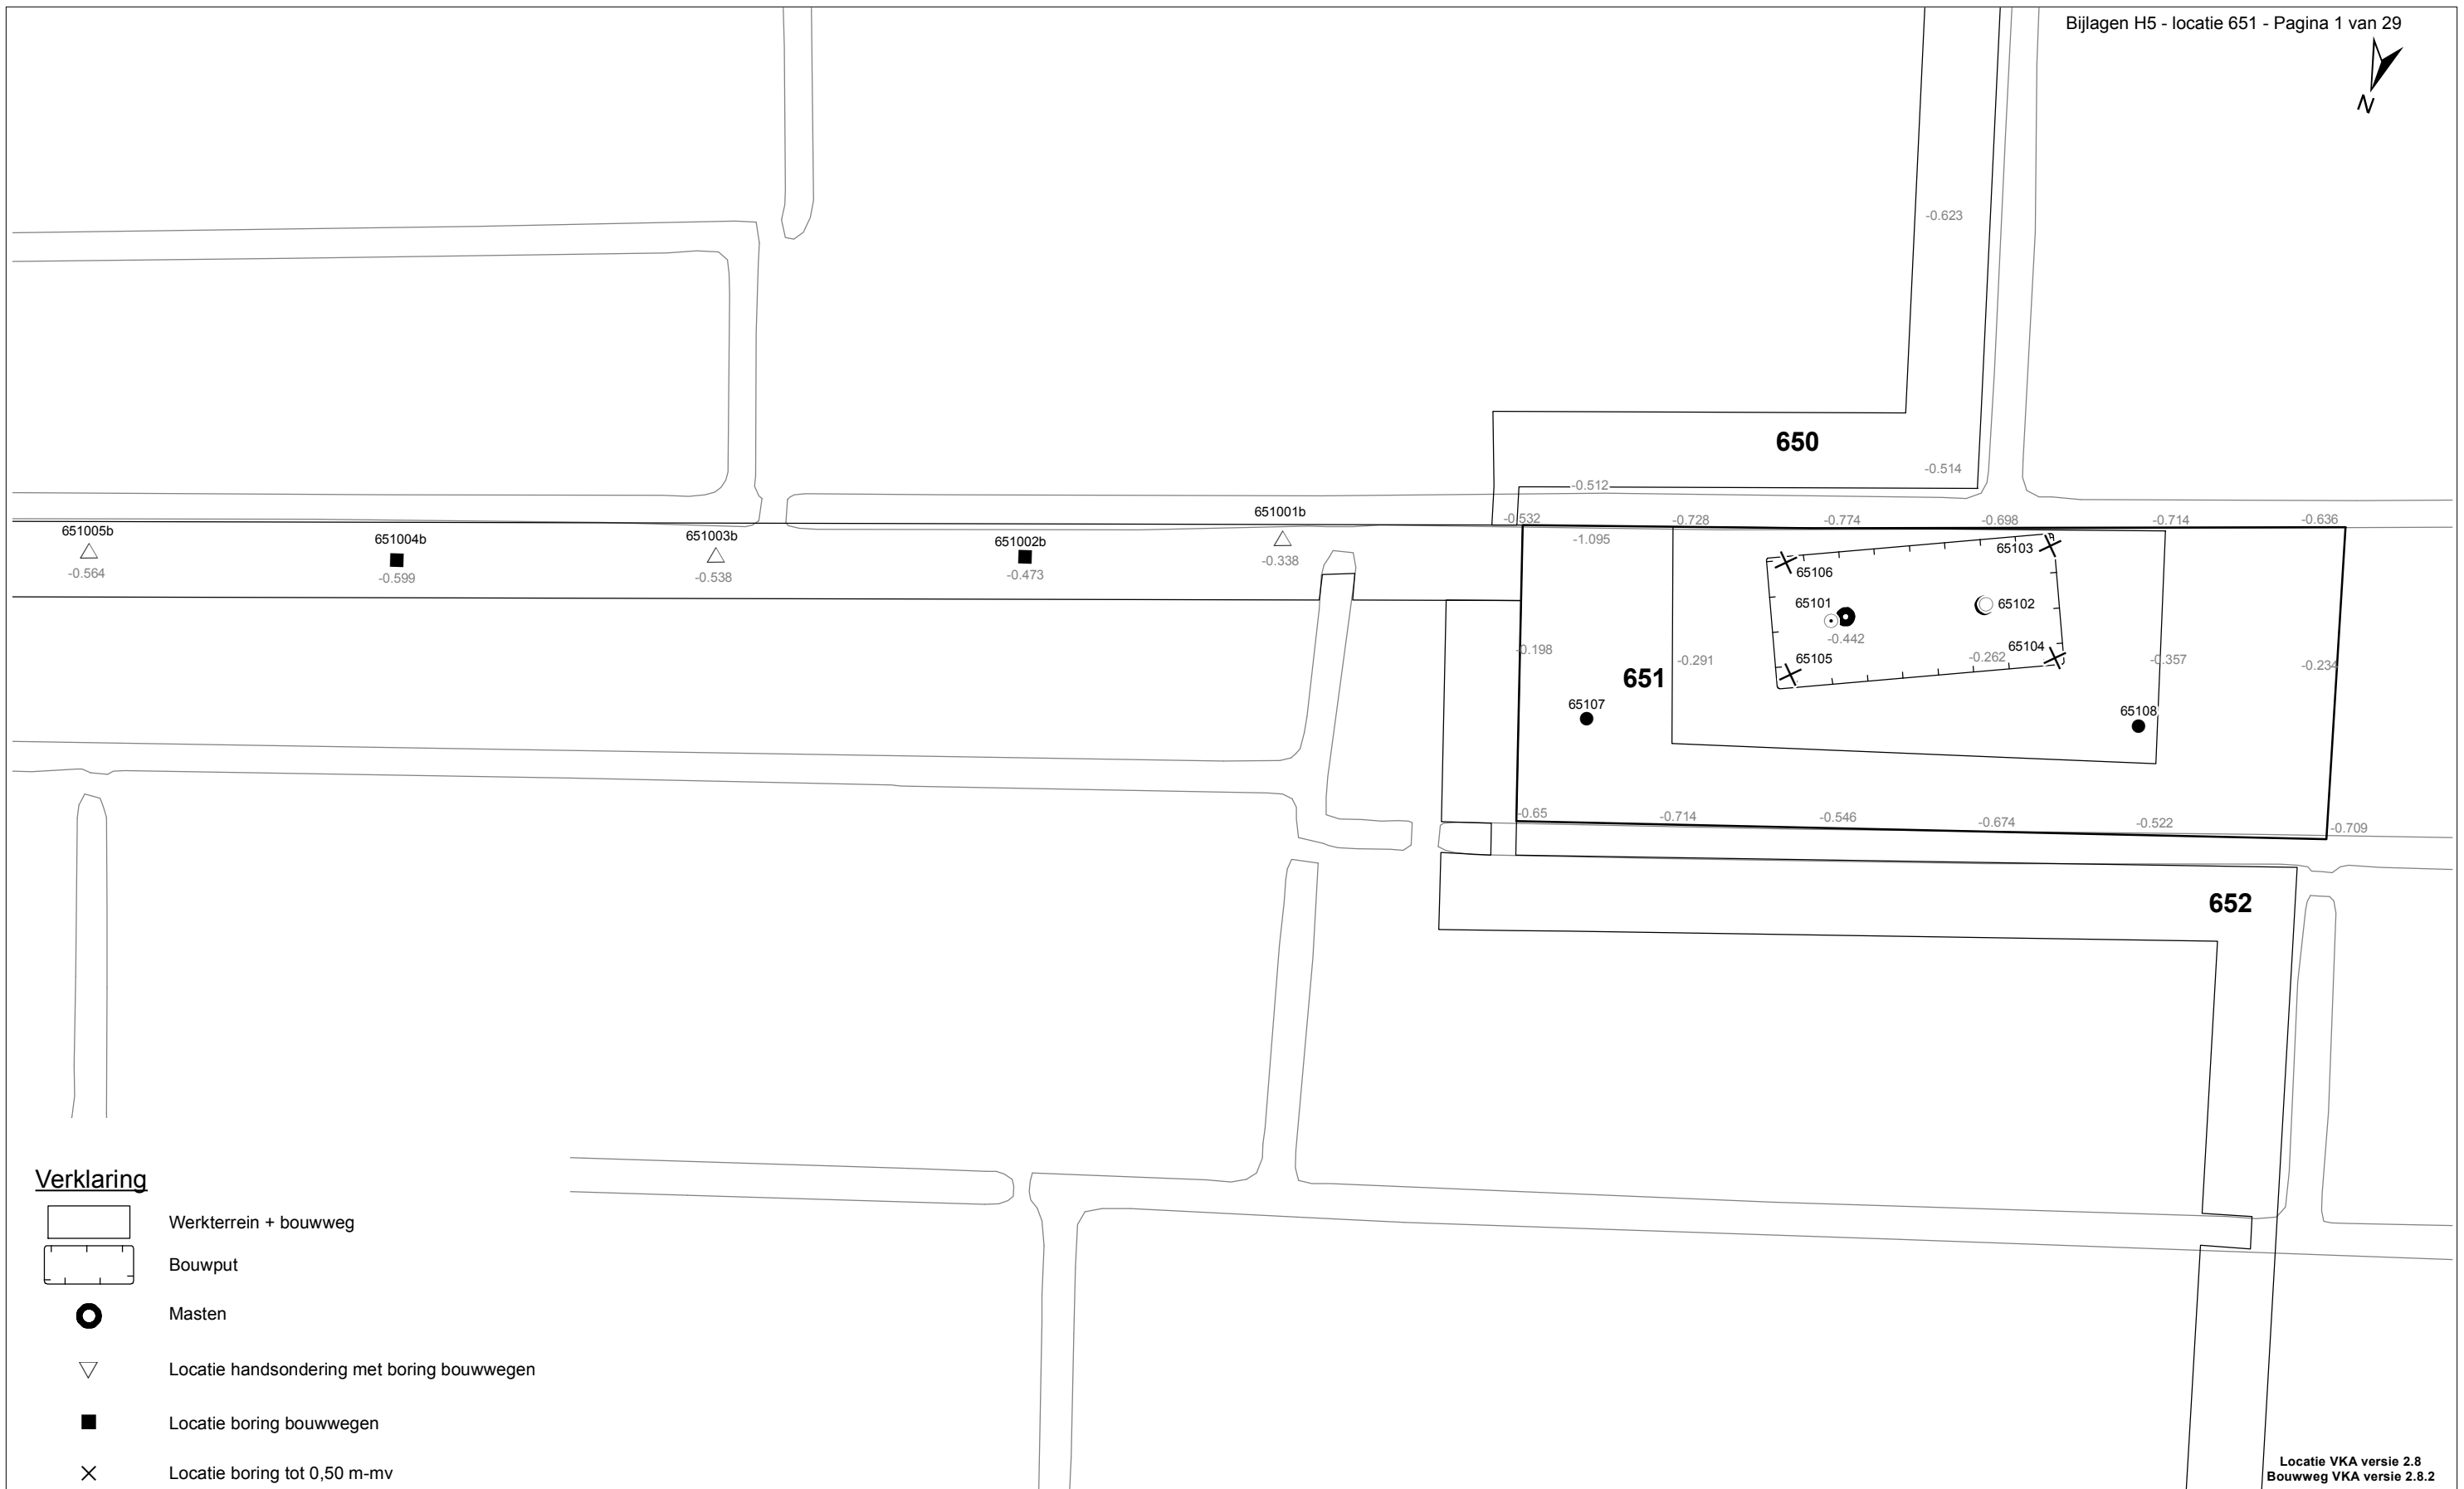 Bijlagen H5 - locatie 651 - Pagina 1 van 29
N
-0.623
650
-0.514
-0.512
651001b
-0.532
-0.728
-0.774
-0.698
-0.714
-0.636
651005b
651004b
651003b
651002b
-1.095
65103
-0.564
-0.599
-0.538
-0.473
-0.338
65106
65101
65102
-0.442
-0.198
-0.291
65105
-0.262
65104
-0.357
-0.234
651
65107
65108
-0.65
-0.714
-0.546
-0.674
-0.522
-0.709
652
Verklaring
Werkterrein + bouwweg
Bouwput
Masten
Locatie handsondering met boring bouwwegen
Locatie boring bouwwegen
Locatie boring tot 0,50 m-mv
Locatie VKA versie 2.8
Bouwweg VKA versie 2.8.2